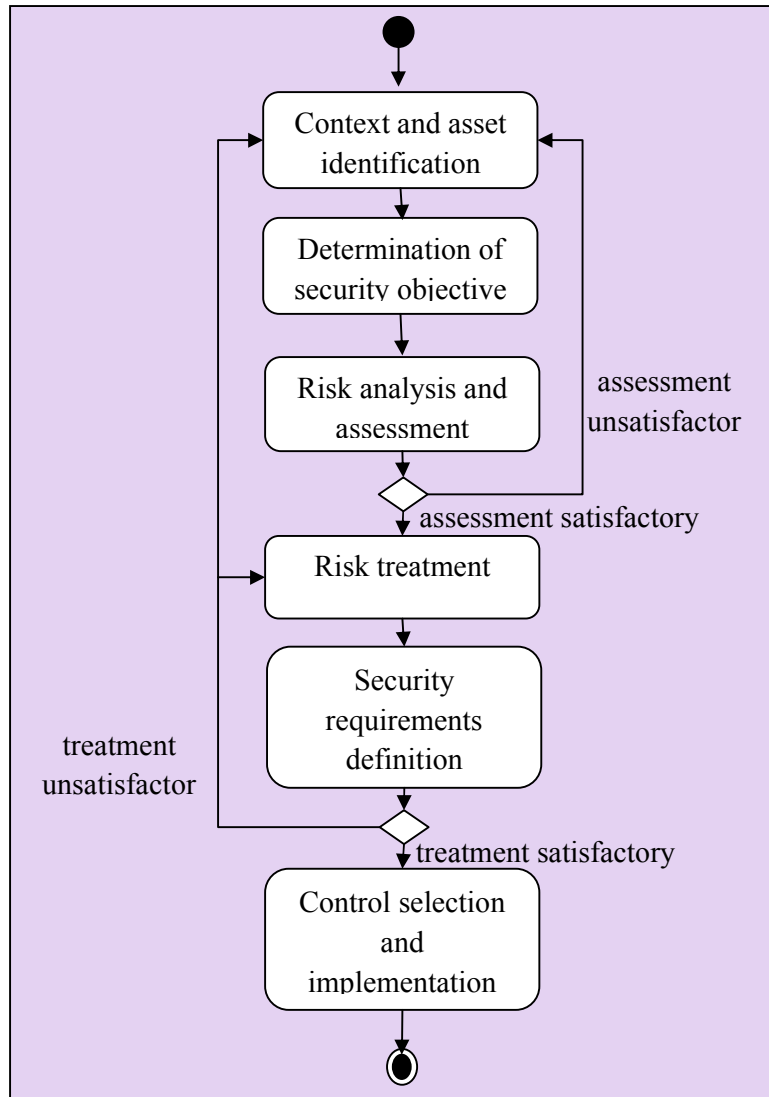 Context and asset
identification
Determination of
security objective
Risk analysis and
assessment
assessment
unsatisfactor
assessment satisfactory
Risk treatment
Security
requirements
definition
treatment
unsatisfactor
treatment satisfactory
Control selection
and
implementation